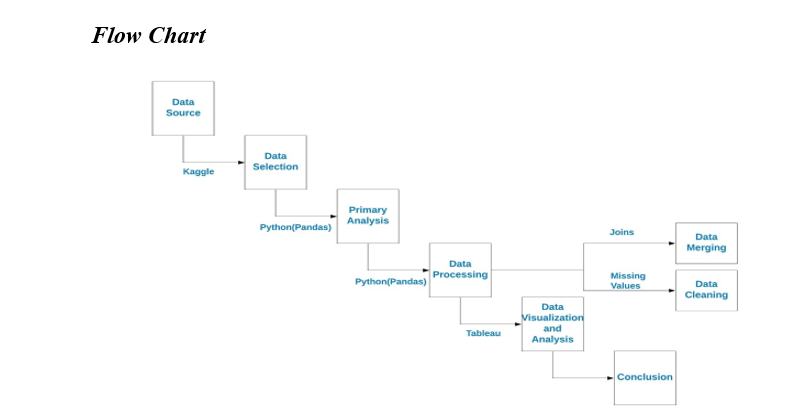 Flow Chart
Data
Source
Kaggle
Data
Selection
Python(Pandas)
Primary
Analysis
Python(Pandas)
Data
Processing
Joins
Data
Merging
Missing
Values
Data
Cleaning
Tableau
Data
Visualization
and
Analysis
Conclusion